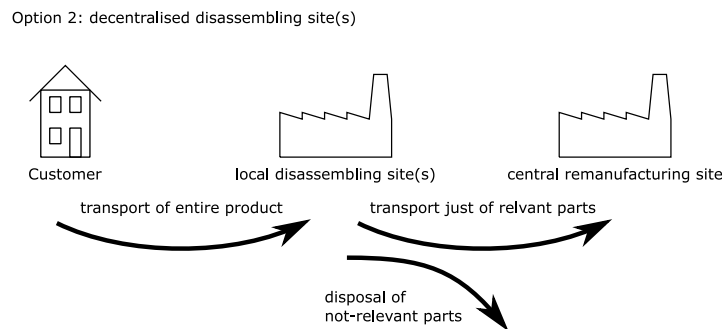 Option 2: decentralised disassembling site(s)
Customer
local disassembling site(s)
central remanufacturing site
transport of entire product
transport just of relvant parts
disposal of
not-relevant parts